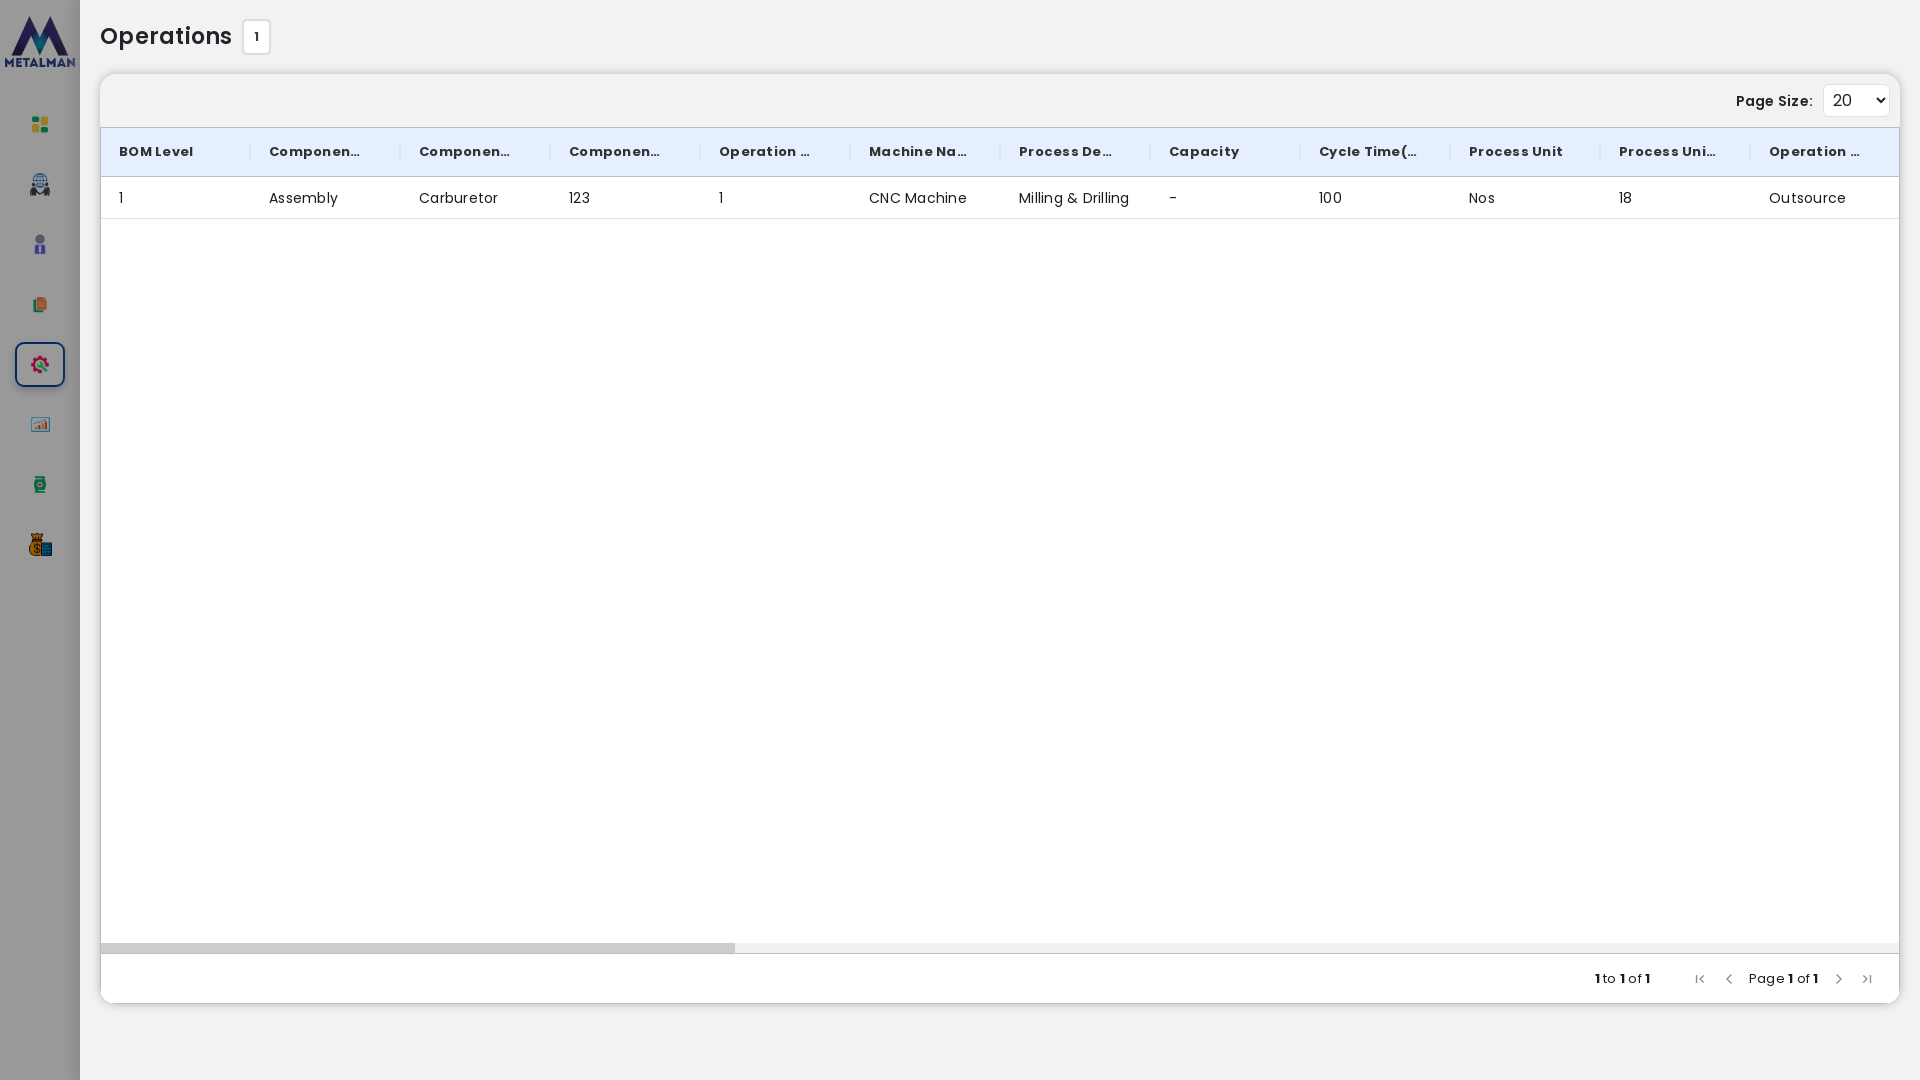 METALMAN
Operations 1
Page Size: 20
BOM Level Componen... Componen... Componen... Operation ... Machine Na... Process De... Capacity Cycle Time(... Process Unit Process Uni... Operation ...
1 Assembly Carburetor 123 1 CNC Machine Milling & Drilling - 100 Nos 18 Outsource
1 to 1 of 1 Page 1 of 1